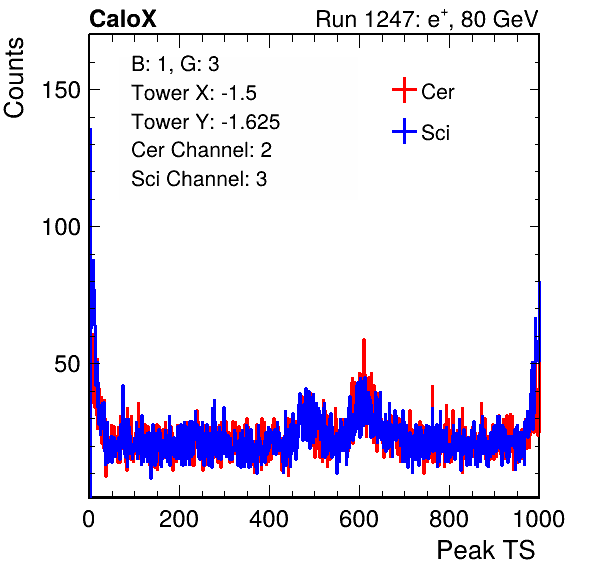 CaloX Run 1247: e⁺, 80 GeV
Counts
B: 1, G: 3
Tower X: -1.5
Tower Y: -1.625
Cer Channel: 2
Sci Channel: 3
Cer
Sci
150
100
50
0 200 400 600 800 1000
Peak TS